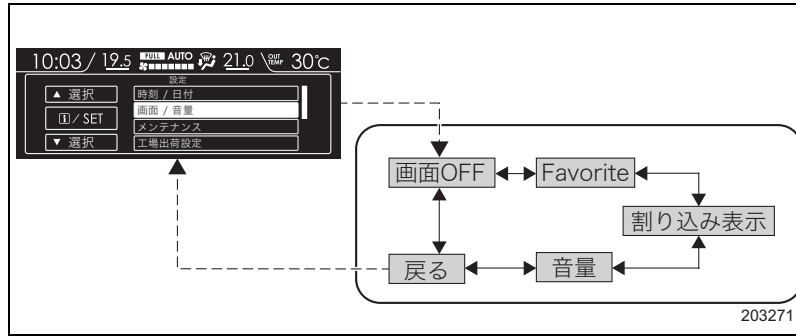 10:03 / 19.5 FULL AUTO 21.0 OUT TEMP 30℃
設定
▲ 選択
時刻 / 日付
画面 / 音量
i / SET
メンテナンス
▼ 選択
工場出荷設定
画面OFF
Favorite
割り込み表示
戻る
音量
203271